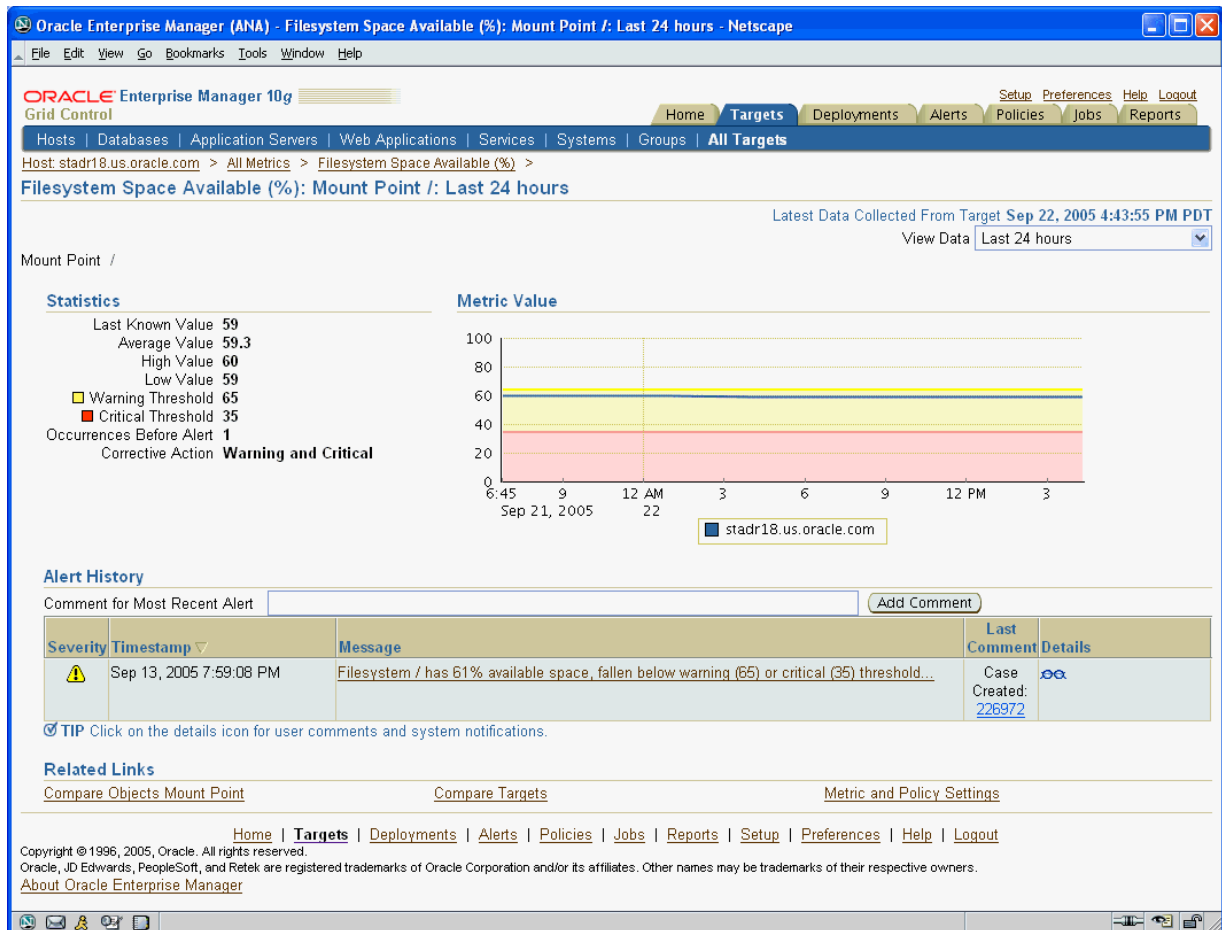 Oracle Enterprise Manager (ANA) - Filesystem Space Available (%): Mount Point /: Last 24 hours - Netscape
File Edit View Go Bookmarks Tools Window Help
ORACLE Enterprise Manager 10g
Grid Control
Setup Preferences Help Logout
Home Targets Deployments Alerts Policies Jobs Reports
Hosts | Databases | Application Servers | Web Applications | Services | Systems | Groups | All Targets
Host: stadr18.us.oracle.com > All Metrics > Filesystem Space Available (%) >
Filesystem Space Available (%): Mount Point /: Last 24 hours
Latest Data Collected From Target Sep 22, 2005 4:43:55 PM PDT
View Data Last 24 hours
Mount Point /
Statistics
Last Known Value 59
Average Value 59.3
High Value 60
Low Value 59
Warning Threshold 65
Critical Threshold 35
Occurrences Before Alert 1
Corrective Action Warning and Critical
Metric Value
100
80
60
40
20
0
6:45 9 12 AM 3 6 9 12 PM 3
Sep 21, 2005 22
stadr18.us.oracle.com
Alert History
Comment for Most Recent Alert Add Comment
Severity Timestamp Message Last Comment Details
Sep 13, 2005 7:59:08 PM Filesystem / has 61% available space, fallen below warning (65) or critical (35) threshold... Case Created: 226972
TIP Click on the details icon for user comments and system notifications.
Related Links
Compare Objects Mount Point Compare Targets Metric and Policy Settings
Home | Targets | Deployments | Alerts | Policies | Jobs | Reports | Setup | Preferences | Help | Logout
Copyright © 1996, 2005, Oracle. All rights reserved.
Oracle, JD Edwards, PeopleSoft, and Retek are registered trademarks of Oracle Corporation and/or its affiliates. Other names may be trademarks of their respective owners.
About Oracle Enterprise Manager